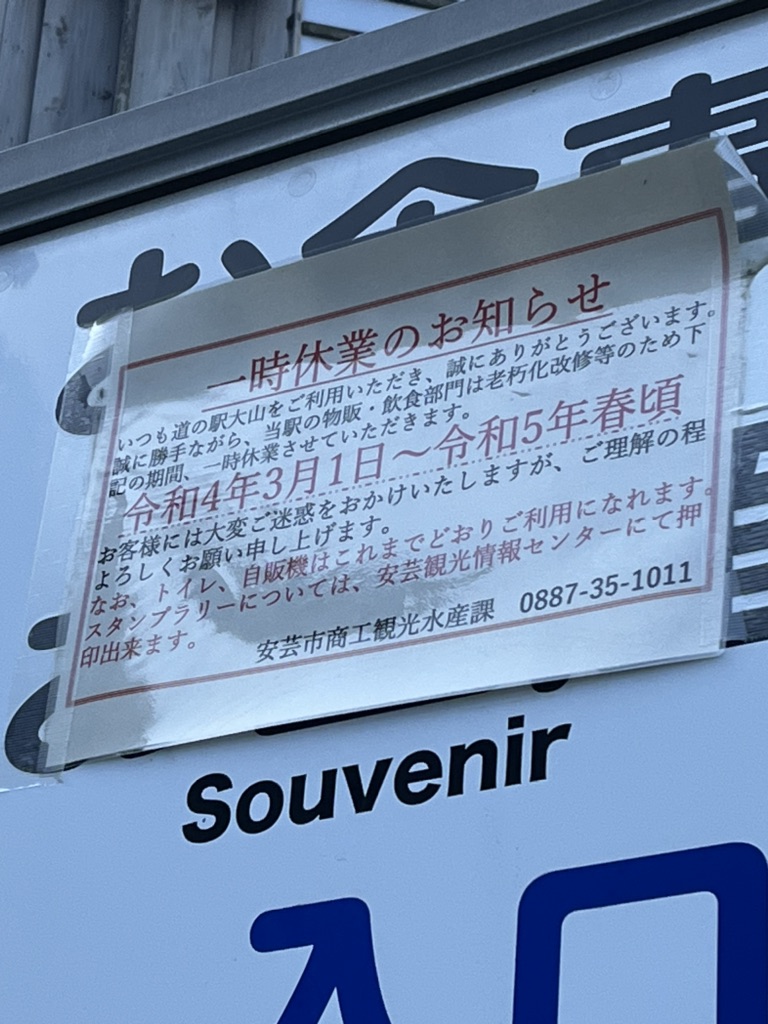 お食事
一時休業のお知らせ
いつも道の駅大山をご利用いただき、誠にありがとうございます。
誠に勝手ながら、当駅の物販・飲食部門は老朽化改修等のため下
記の期間、一時休業させていただきます。
令和4年3月1日～令和5年春頃
お客様には大変ご迷惑をおかけいたしますが、ご理解の程
よろしくお願い申し上げます。
なお、トイレ、自販機はこれまでどおりご利用になれます。
スタンプラリーについては、安芸観光情報センターにて押
印出来ます。
安芸市商工観光水産課 0887-35-1011
Souvenir
入口